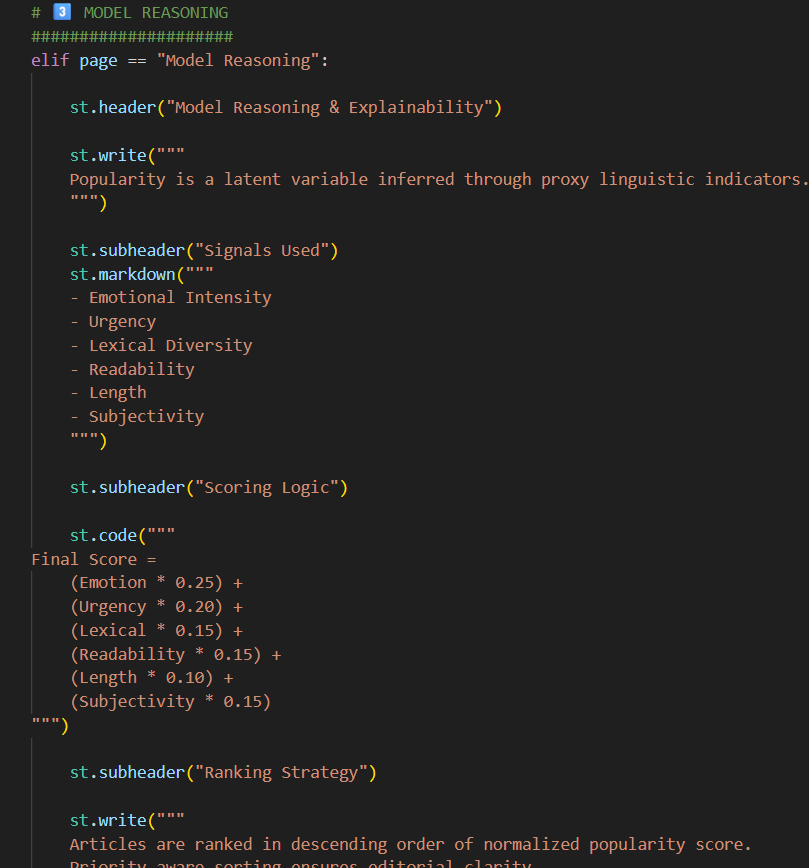 # 3️⃣ MODEL REASONING
#####################
elif page == "Model Reasoning":
st.header("Model Reasoning & Explainability")
st.write("""
Popularity is a latent variable inferred through proxy linguistic indicators.
""")
st.subheader("Signals Used")
st.markdown("""
- Emotional Intensity
- Urgency
- Lexical Diversity
- Readability
- Length
- Subjectivity
""")
st.subheader("Scoring Logic")
st.code("""
Final Score =
(Emotion * 0.25) +
(Urgency * 0.20) +
(Lexical * 0.15) +
(Readability * 0.15) +
(Length * 0.10) +
(Subjectivity * 0.15)
""")
st.subheader("Ranking Strategy")
st.write("""
Articles are ranked in descending order of normalized popularity score.
Priority-aware sorting ensures editorial clarity.